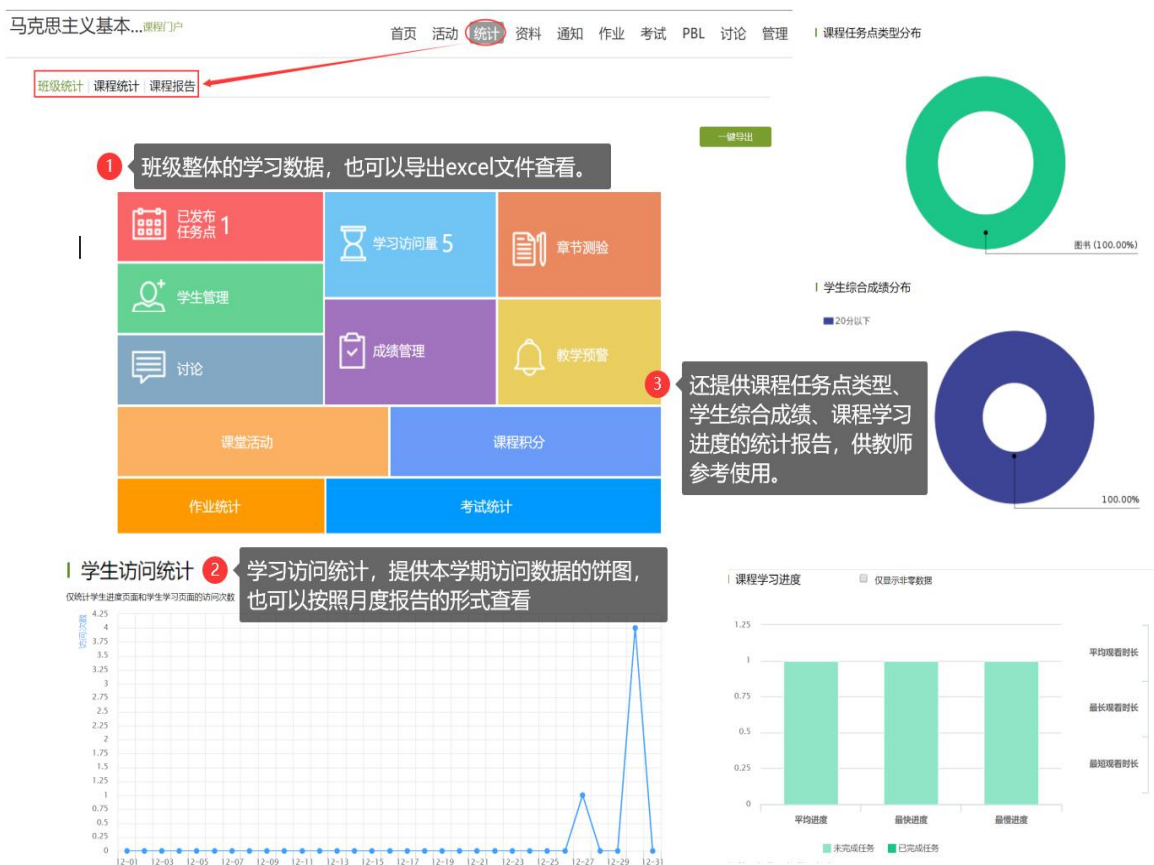 马克思主义基本...课程门户
首页 活动 统计 资料 通知 作业 考试 PBL 讨论 管理
班级统计 课程统计 课程报告
一键导出
1 班级整体的学习数据，也可以导出excel文件查看。
已发布
任务点 1
学习访问量 5
章节测验
学生管理
成绩管理
教学预警
讨论
课堂活动
课程积分
作业统计
考试统计
课程任务点类型分布
图书 (100.00%)
学生综合成绩分布
20分以下
100.00%
3 还提供课程任务点类型、
学生综合成绩、课程学习
进度的统计报告，供教师
参考使用。
学生访问统计
2 学习访问统计，提供本学期访问数据的饼图，
也可以按照月度报告的形式查看
仅统计学生进度页面和学生学习页面的访问次数
访问次数
4.25
4
3.75
3.5
3.25
3
2.75
2.5
2.25
2
1.75
1.5
1.25
1
0.75
0.5
0.25
0
12-01 12-03 12-05 12-07 12-09 12-11 12-13 12-15 12-17 12-19 12-21 12-23 12-25 12-27 12-29 12-31
课程学习进度
仅显示非零数据
1.25
1
0.75
0.5
0.25
0
平均进度 最快进度 最慢进度
未完成任务 已完成任务
平均观看时长
最长观看时长
最短观看时长